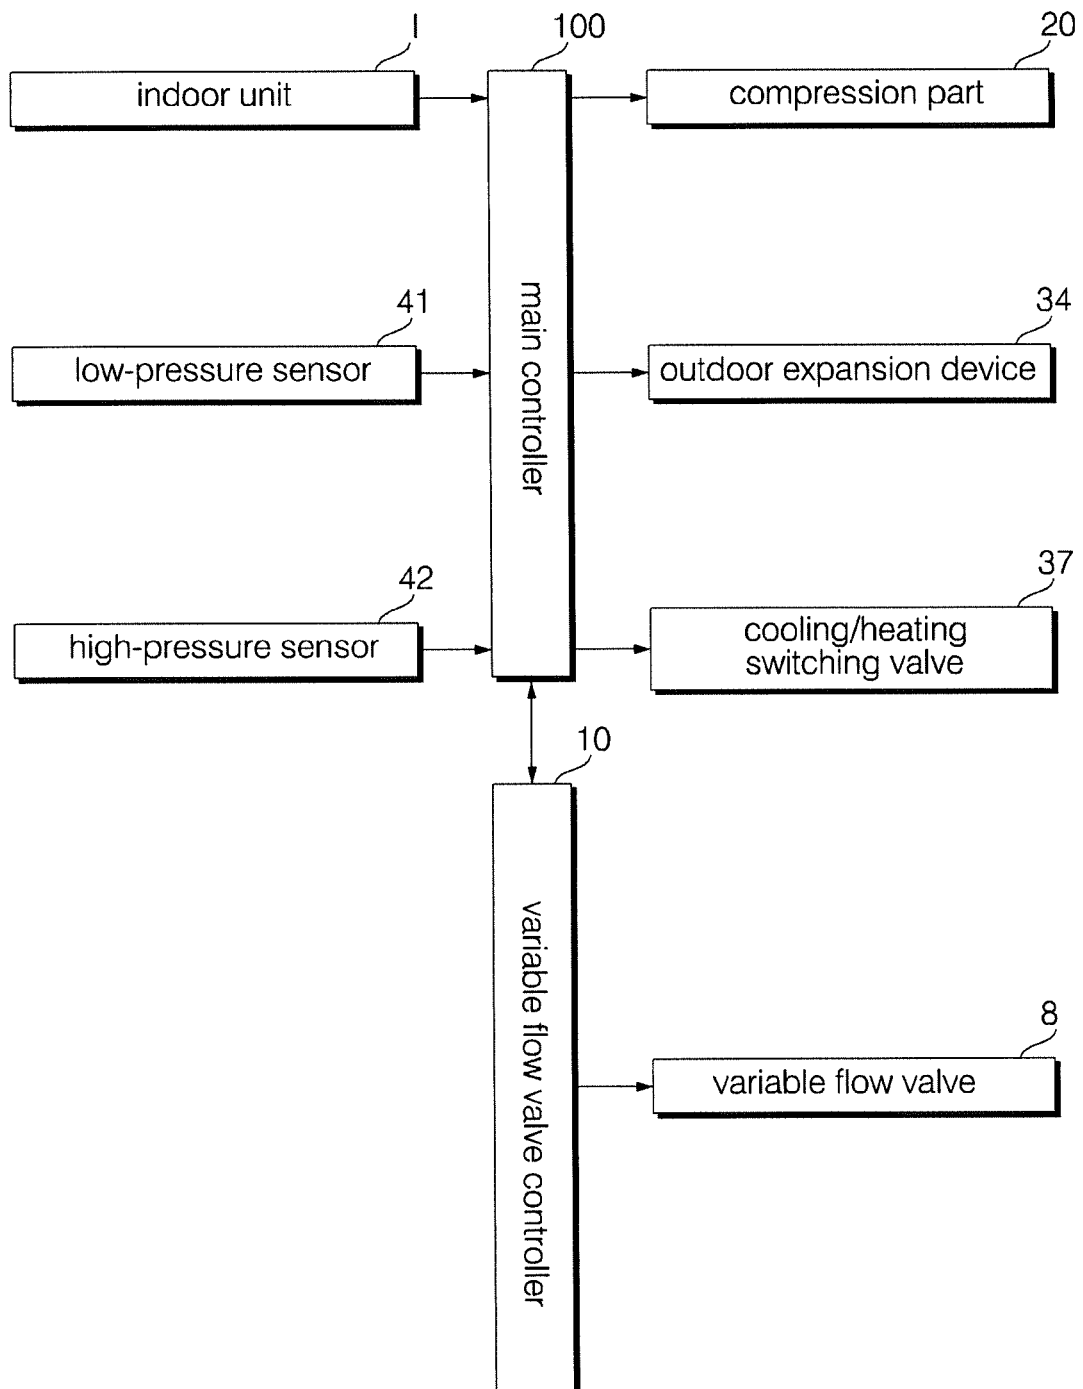 I
indoor unit
100
main controller
20
compression part
41
low-pressure sensor
34
outdoor expansion device
42
high-pressure sensor
37
cooling/heating
switching valve
10
variable flow valve controller
8
variable flow valve